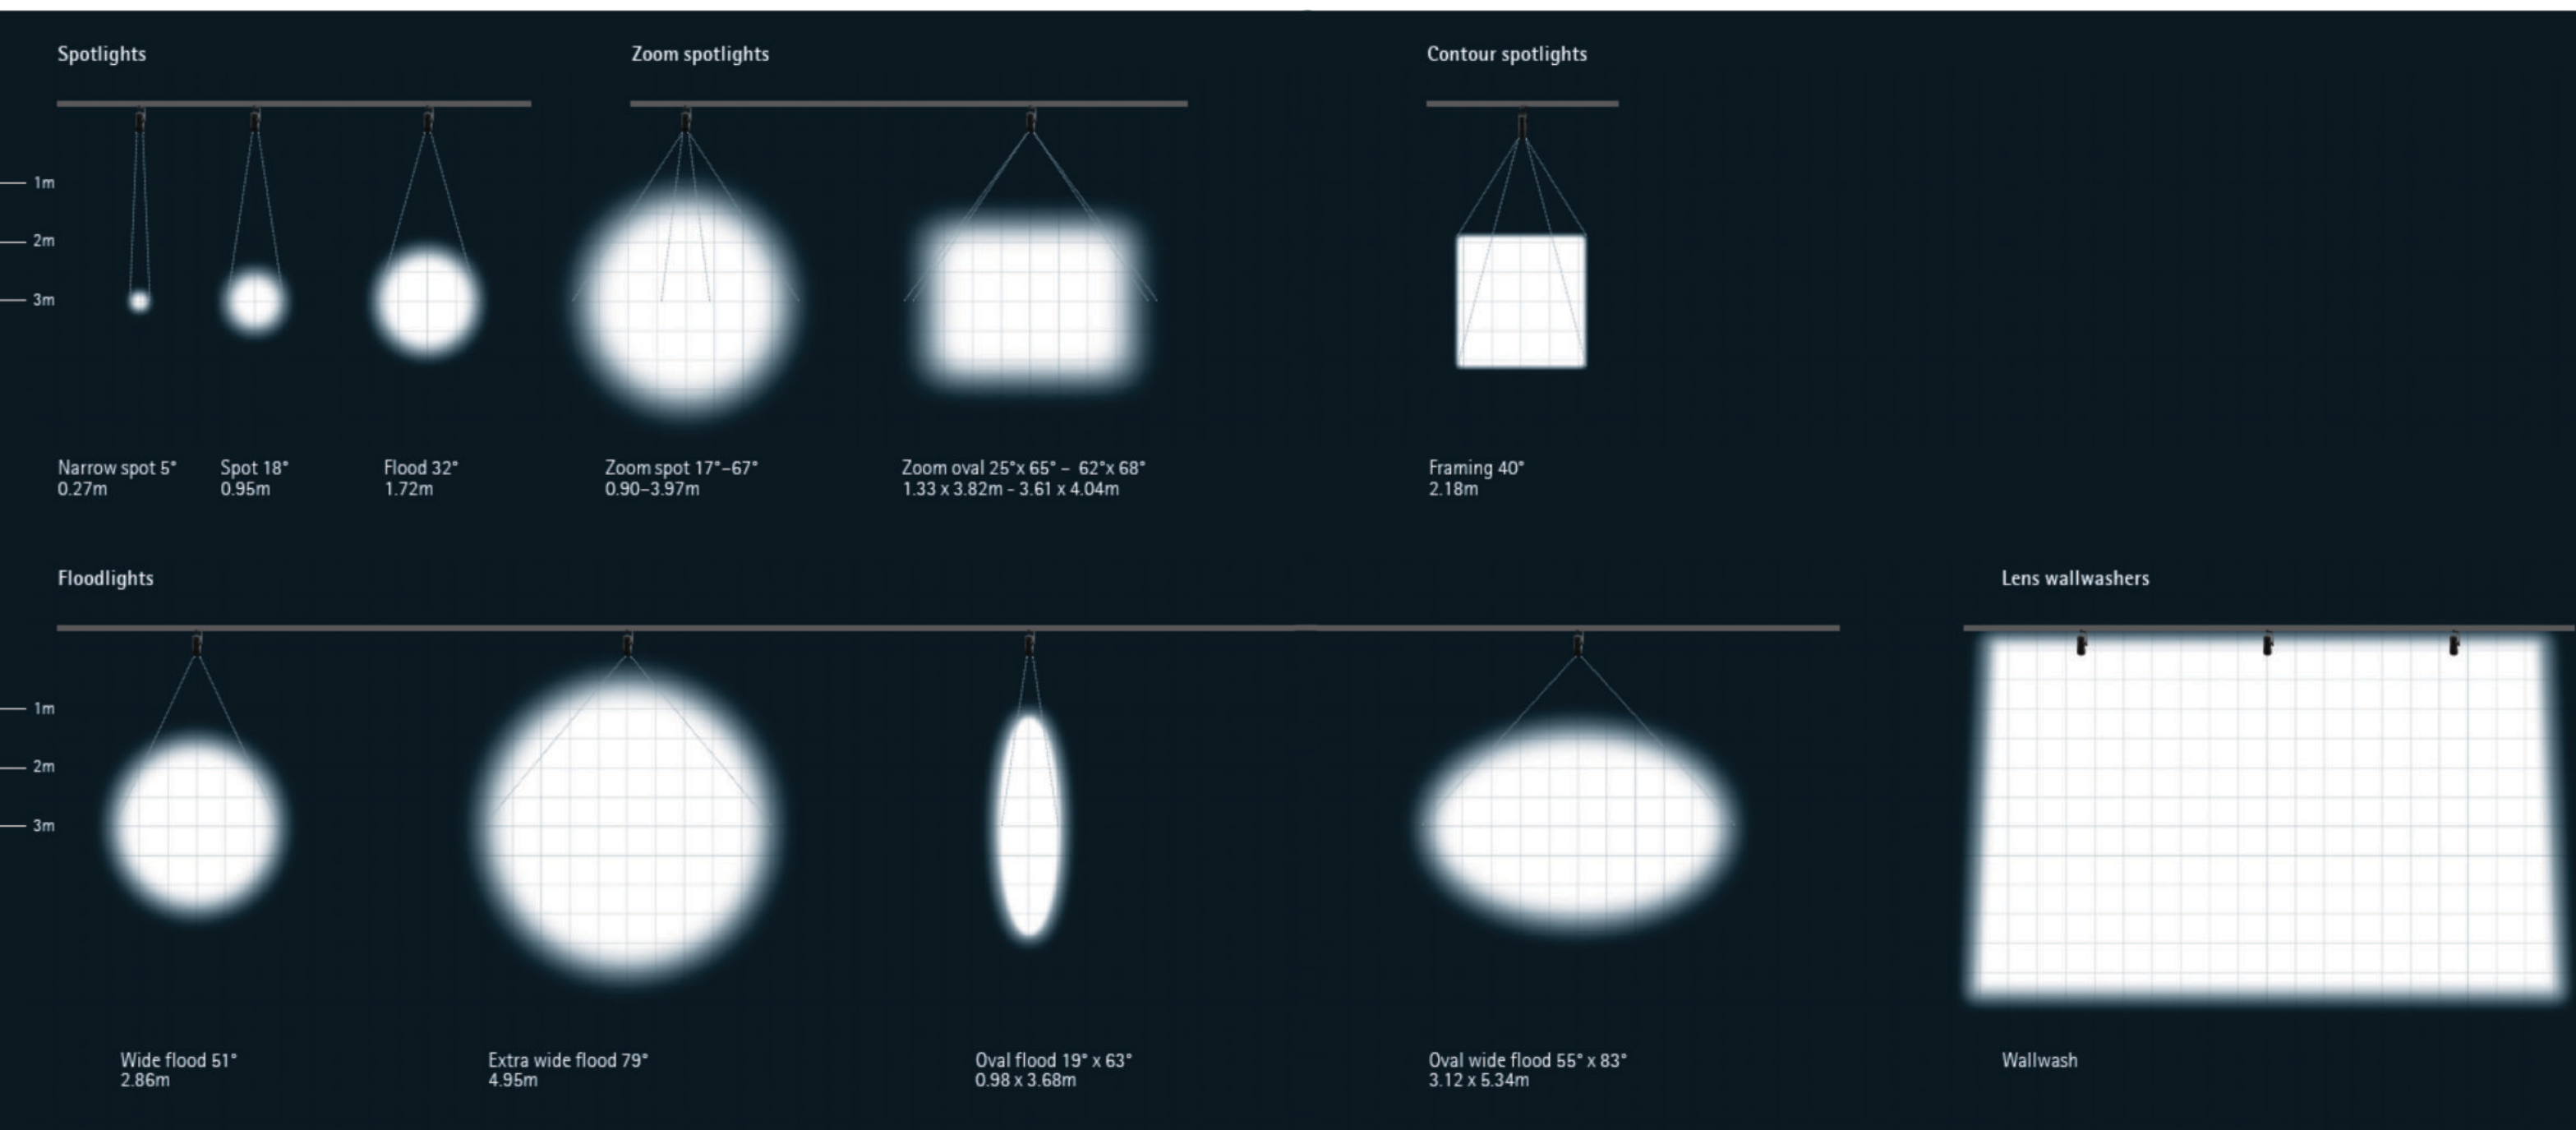 Spotlights
Zoom spotlights
Contour spotlights
1m
2m
3m
Narrow spot 5°
0.27m
Spot 18°
0.95m
Flood 32°
1.72m
Zoom spot 17°–67°
0.90–3.97m
Zoom oval 25°x 65° – 62°x 68°
1.33 x 3.82m - 3.61 x 4.04m
Framing 40°
2.18m
Floodlights
Lens wallwashers
1m
2m
3m
Wide flood 51°
2.86m
Extra wide flood 79°
4.95m
Oval flood 19° x 63°
0.98 x 3.68m
Oval wide flood 55° x 83°
3.12 x 5.34m
Wallwash